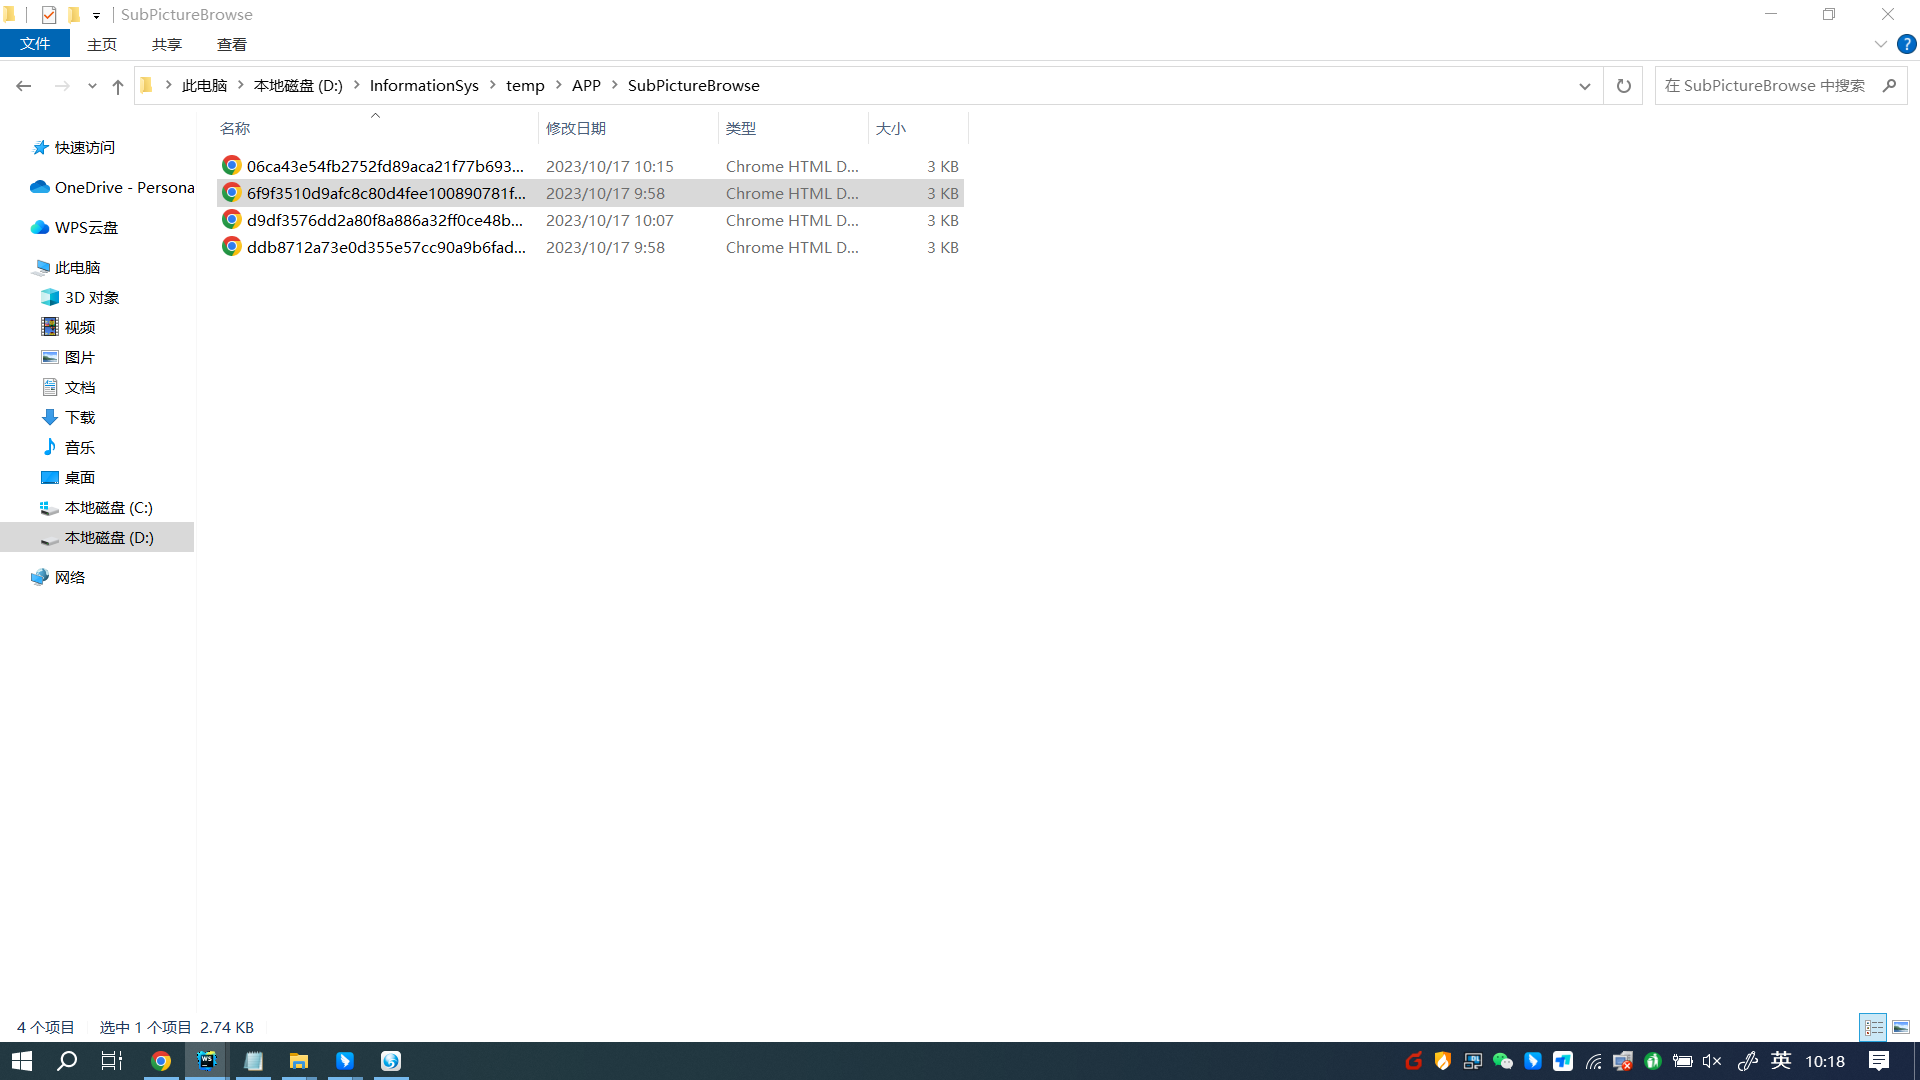 SubPictureBrowse
文件 主页 共享 查看
此电脑 本地磁盘 (D:) InformationSys temp APP SubPictureBrowse
在 SubPictureBrowse 中搜索
名称 修改日期 类型 大小
06ca43e54fb2752fd89aca21f77b693... 2023/10/17 10:15 Chrome HTML D... 3 KB
6f9f3510d9afc8c80d4fee100890781f... 2023/10/17 9:58 Chrome HTML D... 3 KB
d9df3576dd2a80f8a886a32ff0ce48b... 2023/10/17 10:07 Chrome HTML D... 3 KB
ddb8712a73e0d355e57cc90a9b6fad... 2023/10/17 9:58 Chrome HTML D... 3 KB
快速访问
OneDrive - Persona
WPS云盘
此电脑
3D 对象
视频
图片
文档
下载
音乐
桌面
本地磁盘 (C:)
本地磁盘 (D:)
网络
4 个项目 选中 1 个项目 2.74 KB
英 10:18